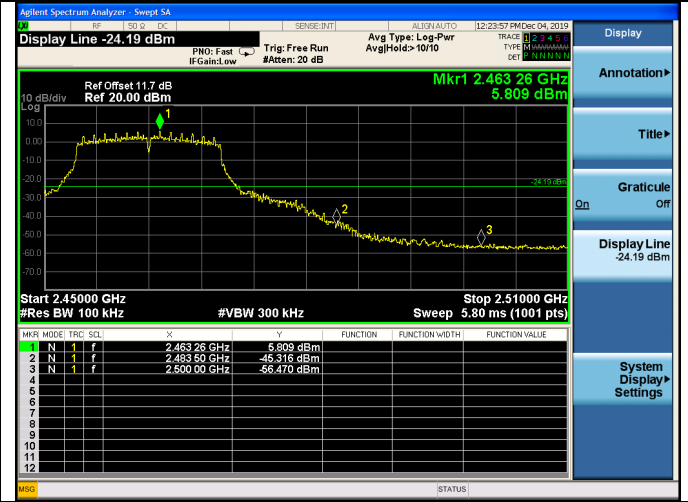 Agilent Spectrum Analyzer - Swept SA
RF 50 Ω DC SENSE:INT ALIGN AUTO 12:23:57 PM Dec 04, 2019
Display Line -24.19 dBm
PNO: Fast
IFGain:Low
Trig: Free Run
#Atten: 20 dB
Avg Type: Log-Pwr
Avg|Hold:>10/10
TRACE 1 2 3 4 5 6
TYPE M
DET P N N N N N
Display
Annotation
Title
Graticule
On Off
Display Line
-24.19 dBm
System
Display
Settings
Ref Offset 11.7 dB
10 dB/div Ref 20.00 dBm
Log
Mkr1 2.463 26 GHz
5.809 dBm
10.0
0.00
-10.0
-20.0
-30.0
-40.0
-50.0
-60.0
-70.0
1
2
3
-24.19 dBm
Start 2.45000 GHz Stop 2.51000 GHz
#Res BW 100 kHz #VBW 300 kHz Sweep 5.80 ms (1001 pts)
MKR MODE TRC SCL X Y FUNCTION FUNCTION WIDTH FUNCTION VALUE
1 N 1 f 2.463 26 GHz 5.809 dBm
2 N 1 f 2.483 50 GHz -45.316 dBm
3 N 1 f 2.500 00 GHz -56.470 dBm
4
5
6
7
8
9
10
11
12
MSG STATUS